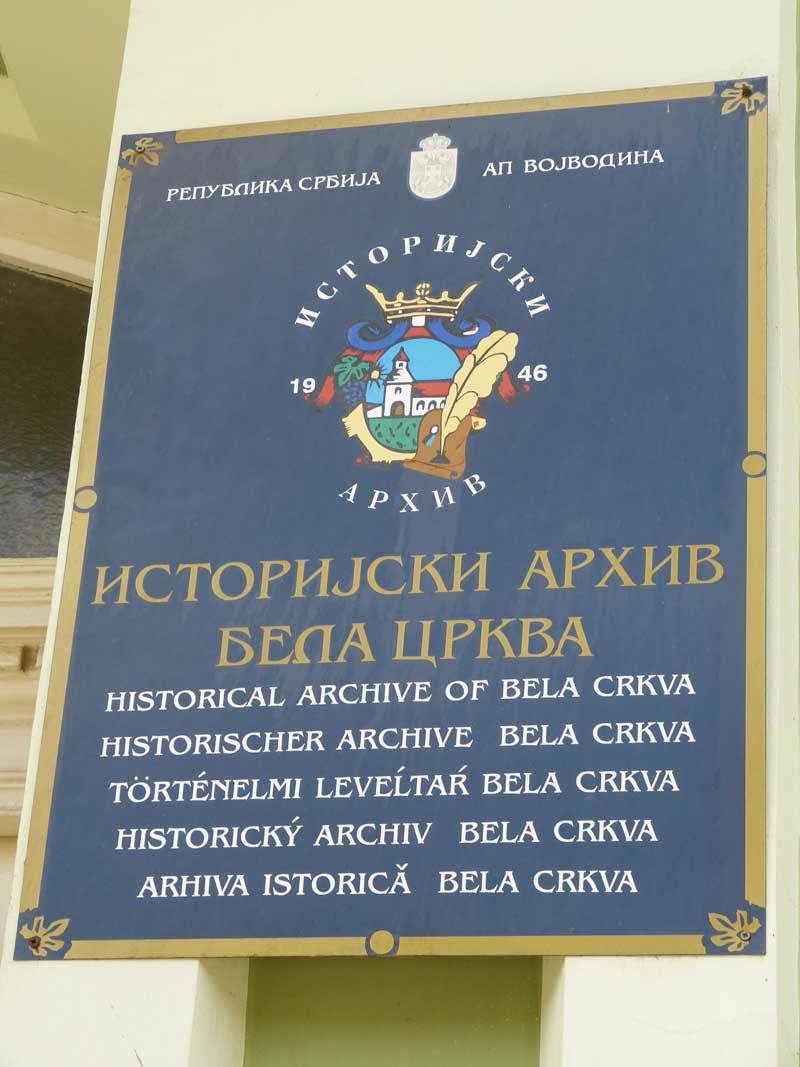 РЕПУБЛИКА СРБИЈА АП ВОЈВОДИНА
ИСТОРИЈСКИ
19 46
АРХИВ
ИСТОРИЈСКИ АРХИВ
БЕЛА ЦРКВА
HISTORICAL ARCHIVE OF BELA CRKVA
HISTORISCHER ARCHIVE BELA CRKVA
TÖRTÉNELMI LEVEĹTAŔ BELA CRKVA
HISTORICKÝ ARCHIV BELA CRKVA
ARHIVA ISTORICĂ BELA CRKVA